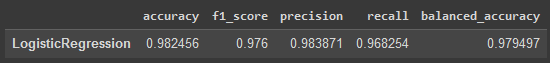 accuracy f1_score precision recall balanced_accuracy
LogisticRegression 0.982456 0.976 0.983871 0.968254 0.979497